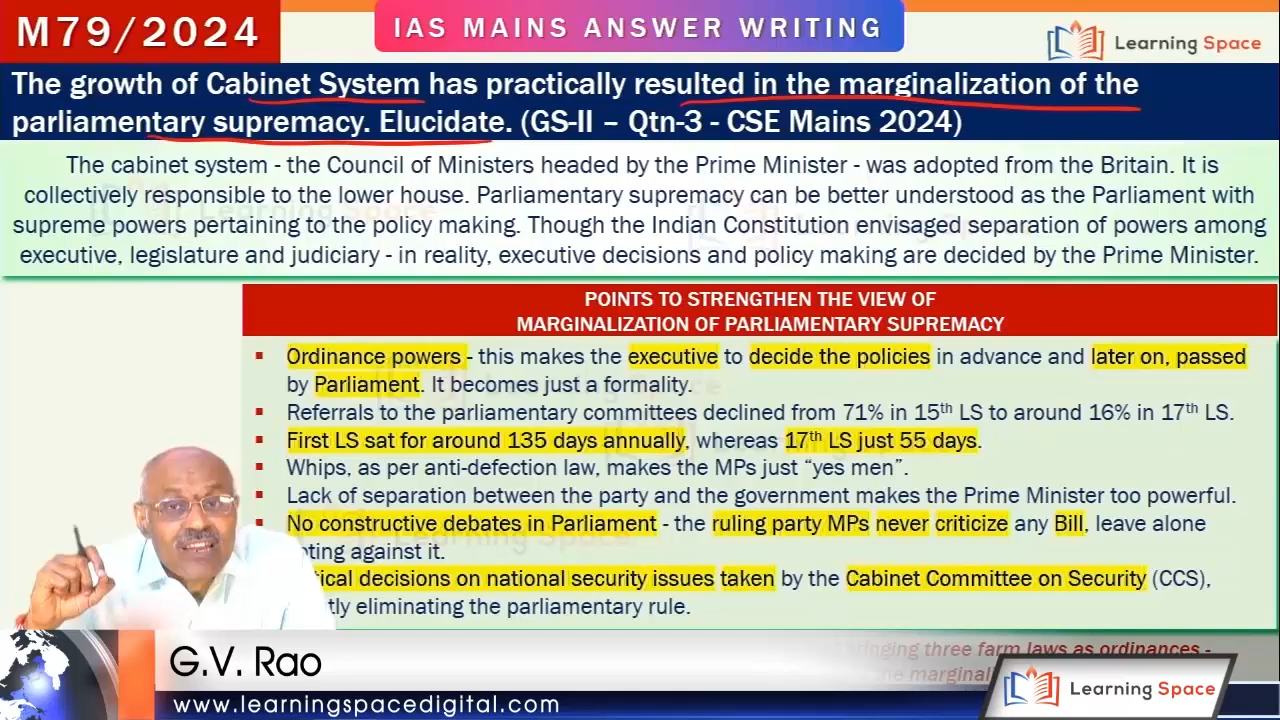 M79/2024
IAS MAINS ANSWER WRITING
Learning Space
The growth of Cabinet System has practically resulted in the marginalization of the
parliamentary supremacy. Elucidate. (GS-II – Qtn-3 - CSE Mains 2024)
The cabinet system - the Council of Ministers headed by the Prime Minister - was adopted from the Britain. It is
collectively responsible to the lower house. Parliamentary supremacy can be better understood as the Parliament with
supreme powers pertaining to the policy making. Though the Indian Constitution envisaged separation of powers among
executive, legislature and judiciary - in reality, executive decisions and policy making are decided by the Prime Minister.
POINTS TO STRENGTHEN THE VIEW OF
MARGINALIZATION OF PARLIAMENTARY SUPREMACY
▪ Ordinance powers - this makes the executive to decide the policies in advance and later on, passed
by Parliament. It becomes just a formality.
▪ Referrals to the parliamentary committees declined from 71% in 15th LS to around 16% in 17th LS.
▪ First LS sat for around 135 days annually, whereas 17th LS just 55 days.
▪ Whips, as per anti-defection law, makes the MPs just “yes men”.
▪ Lack of separation between the party and the government makes the Prime Minister too powerful.
▪ No constructive debates in Parliament - the ruling party MPs never criticize any Bill, leave alone
oting against it.
tical decisions on national security issues taken by the Cabinet Committee on Security (CCS),
tly eliminating the parliamentary rule.
G.V. Rao
inging three farm laws as ordinances -
e marginali
Learning Space
www.learningspacedigital.com